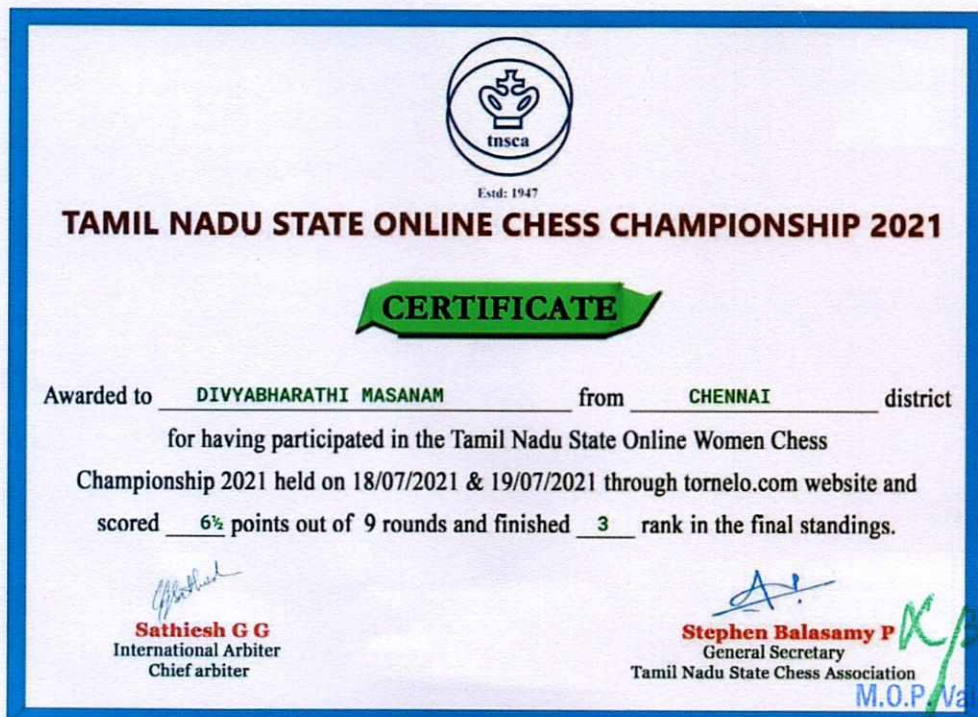 tnsca
Estd: 1947
TAMIL NADU STATE ONLINE CHESS CHAMPIONSHIP 2021
CERTIFICATE
Awarded to DIVYABHARATHI MASANAM from CHENNAI district
for having participated in the Tamil Nadu State Online Women Chess
Championship 2021 held on 18/07/2021 & 19/07/2021 through tornelo.com website and
scored 6½ points out of 9 rounds and finished 3 rank in the final standings.
Sathiesh G G
International Arbiter
Chief arbiter
Stephen Balasamy P
General Secretary
Tamil Nadu State Chess Association
M.O.P.